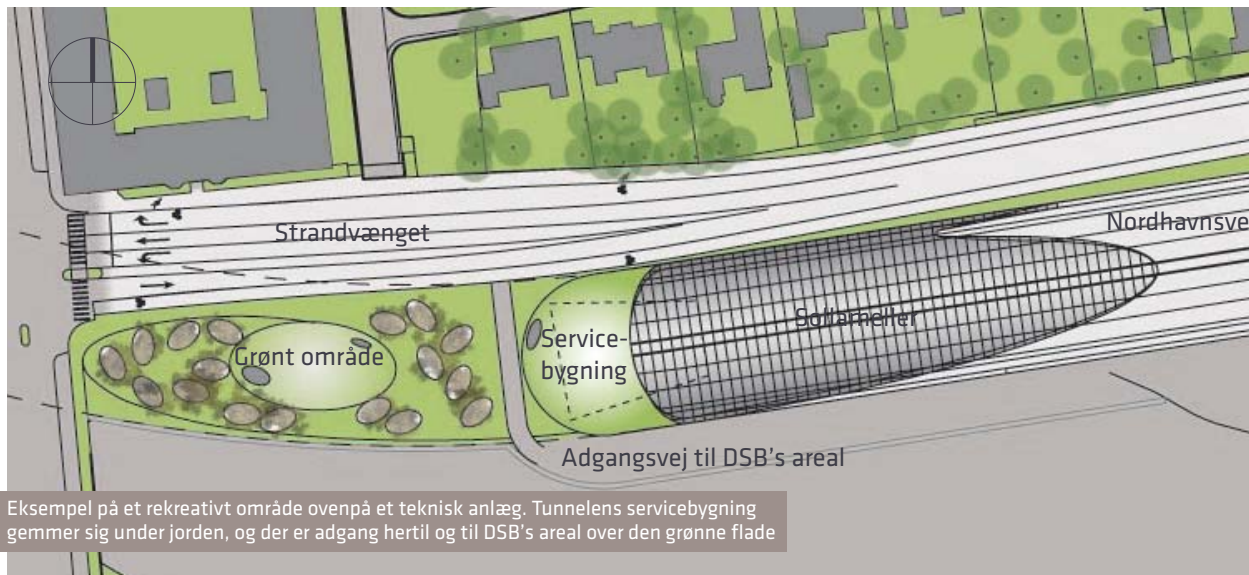 Strandvænget
Nordhavnsve
Sollameller
Grønt område
Service-
bygning
Adgangsvej til DSB's areal
Eksempel på et rekreativt område ovenpå et teknisk anlæg. Tunnelens servicebygning
gemmer sig under jorden, og der er adgang hertil og til DSB's areal over den grønne flade